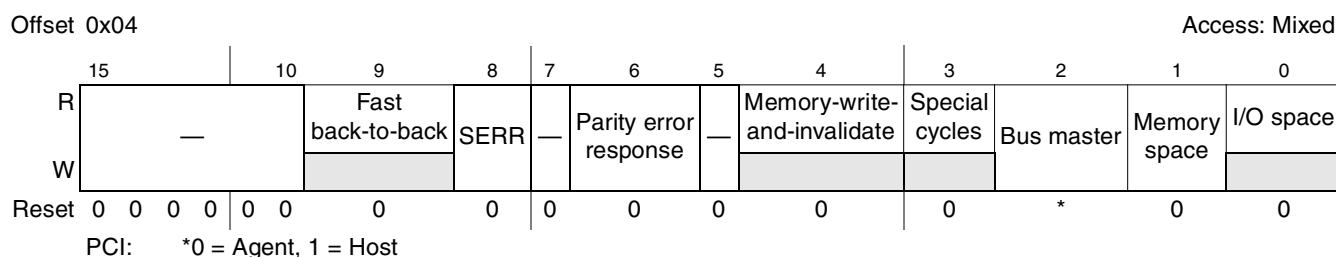 Offset 0x04 Access: Mixed
15 10 9 8 7 6 5 4 3 2 1 0
R — Fast back-to-back SERR — Parity error response — Memory-write-and-invalidate Special cycles Bus master Memory space I/O space
W
Reset 0 0 0 0 0 0 0 0 0 0 0 0 0 * 0 0
PCI: *0 = Agent, 1 = Host